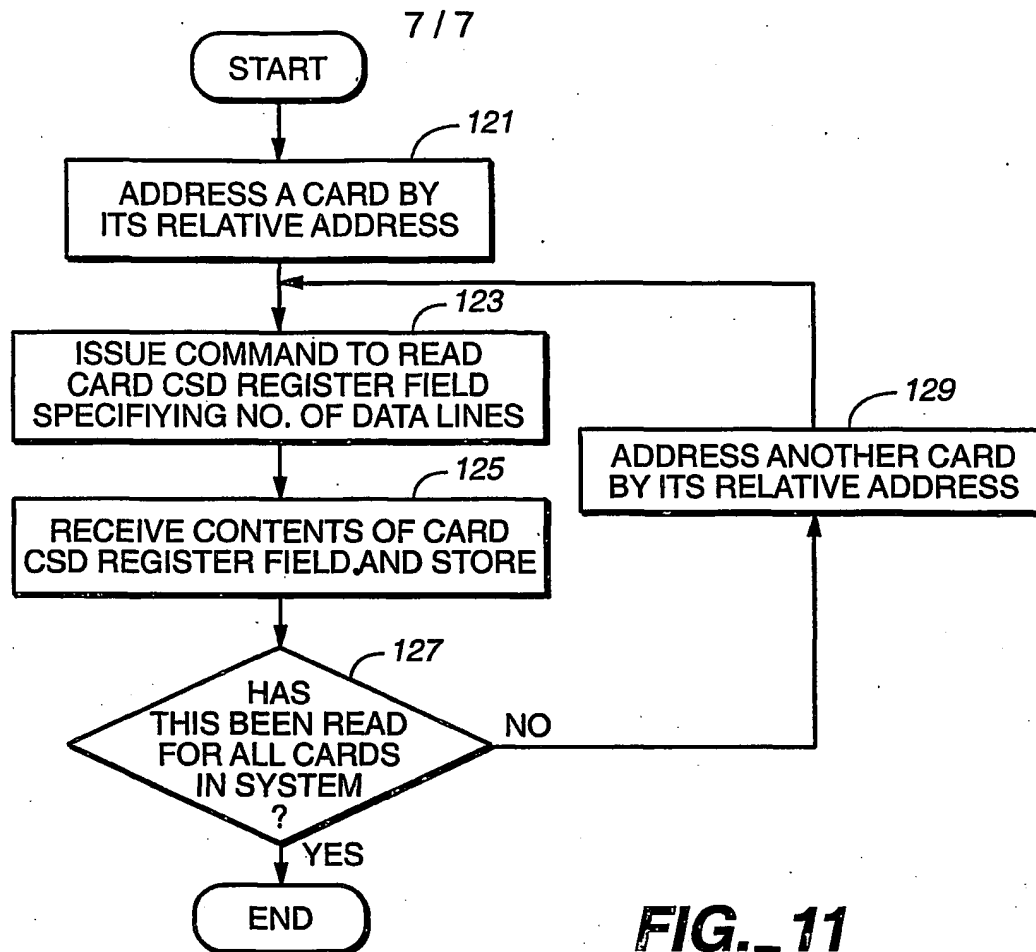 7 / 7
START
121
ADDRESS A CARD BY
ITS RELATIVE ADDRESS
123
ISSUE COMMAND TO READ
CARD CSD REGISTER FIELD
SPECIFIYING NO. OF DATA LINES
129
ADDRESS ANOTHER CARD
BY ITS RELATIVE ADDRESS
125
RECEIVE CONTENTS OF CARD
CSD REGISTER FIELD AND STORE
127
HAS
THIS BEEN READ
FOR ALL CARDS
IN SYSTEM
?
NO
YES
END
FIG._11